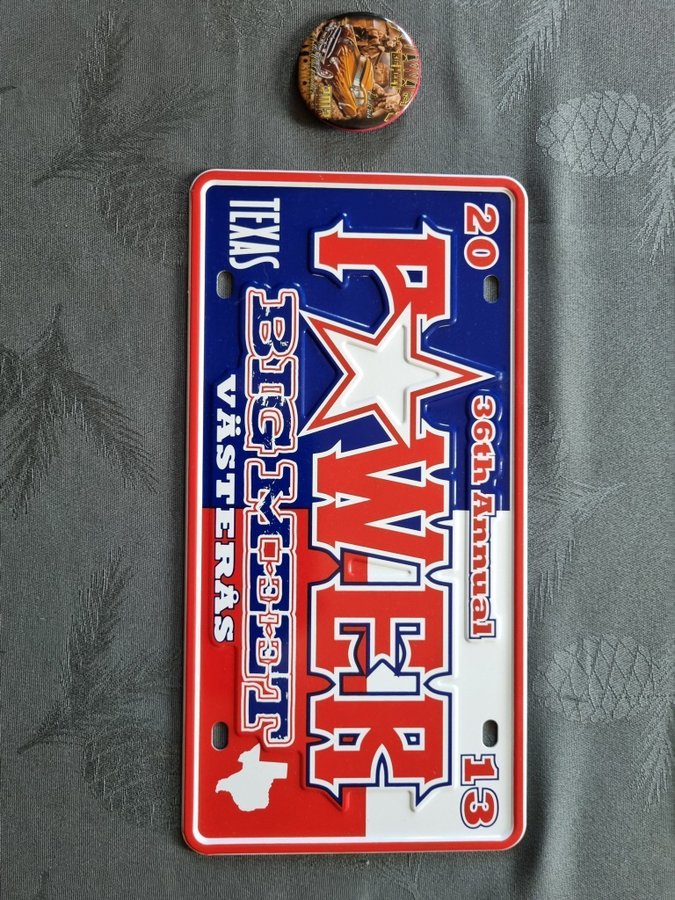 20 36th Annual 13
POWER
BIG MEET
TEXAS VÄSTERÅS